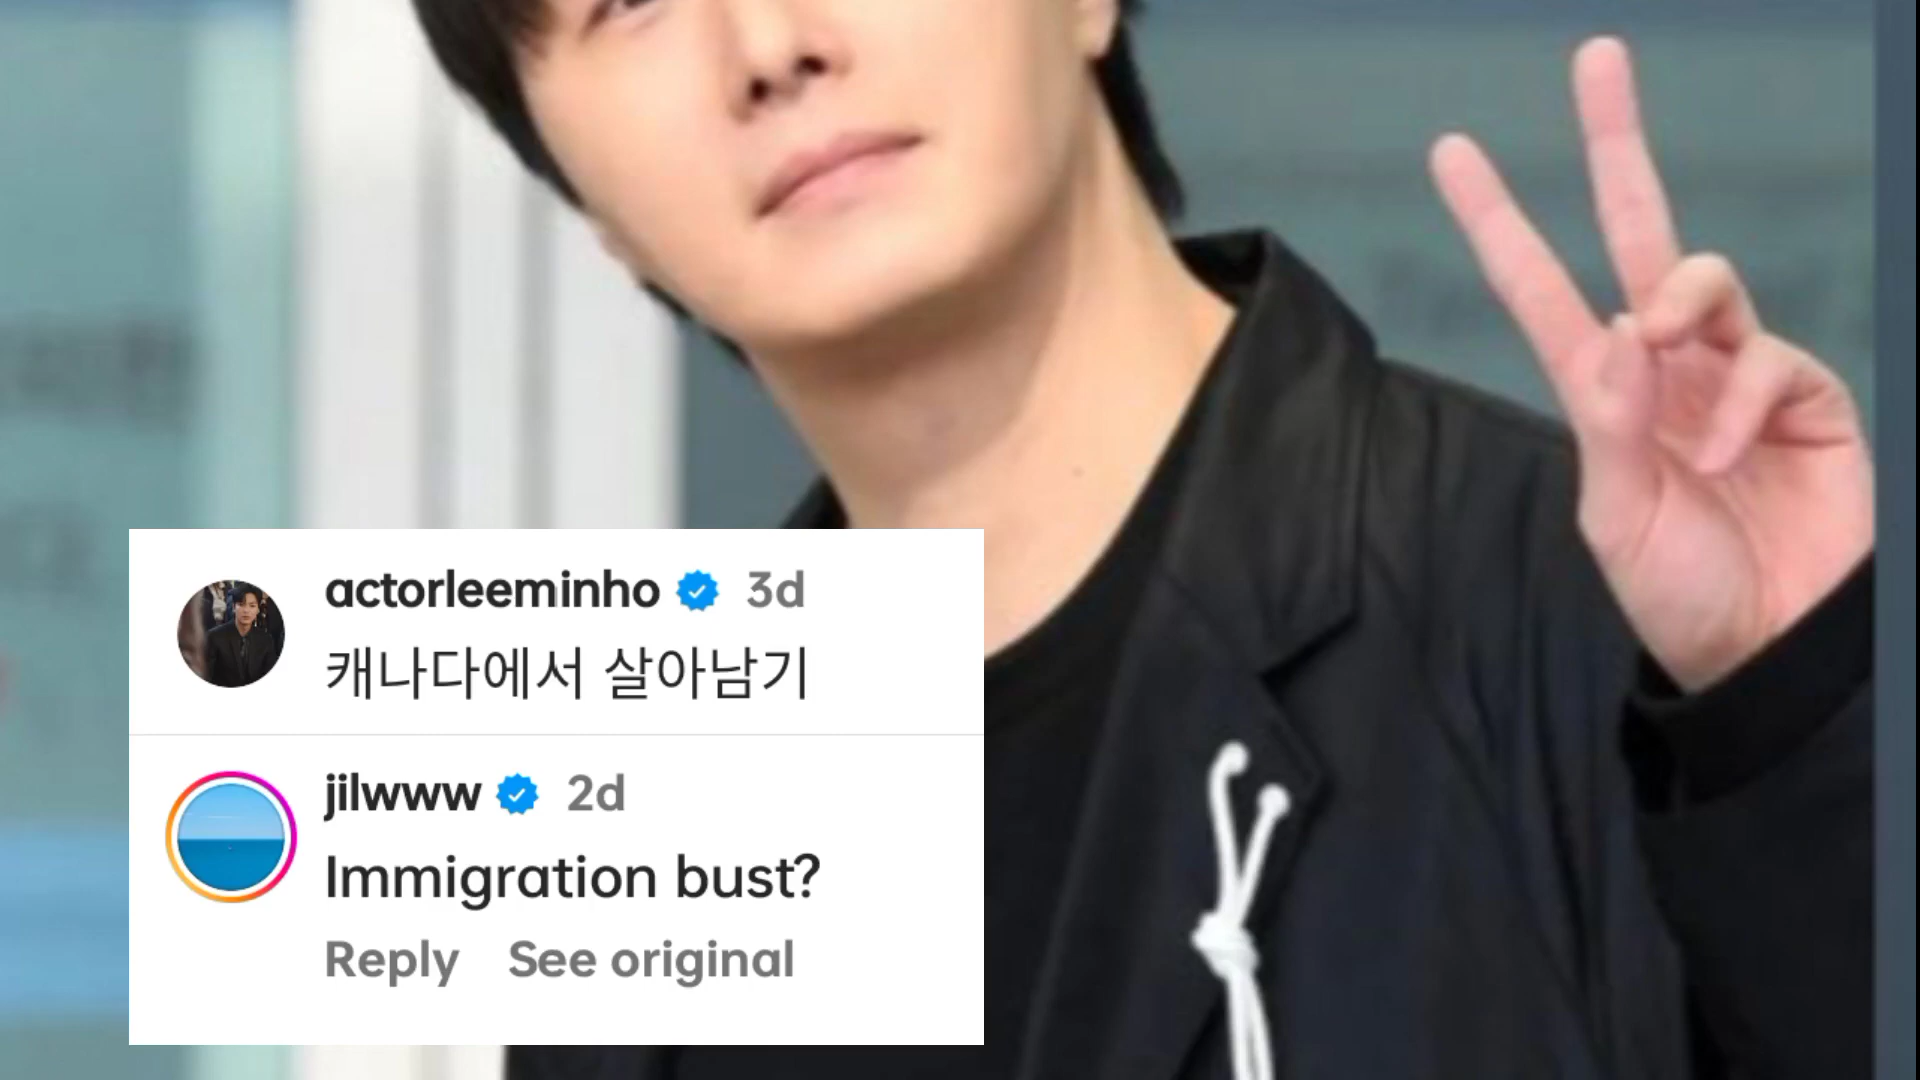 actorleeminho 3d
캐나다에서 살아남기
jilwww 2d
Immigration bust?
Reply See original